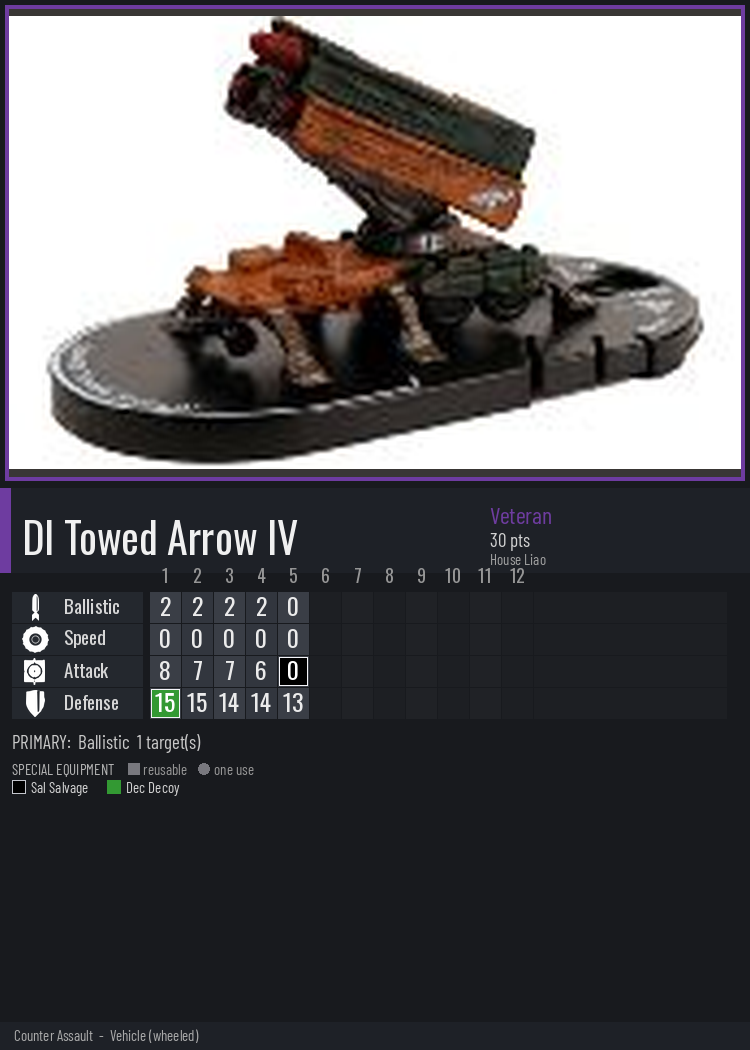 DI Towed Arrow IV
Veteran
30 pts
House Liao
1 2 3 4 5 6 7 8 9 10 11 12
Ballistic 2 2 2 2 0
Speed 0 0 0 0 0
Attack 8 7 7 6 0
Defense 15 15 14 14 13
PRIMARY: Ballistic 1 target(s)
SPECIAL EQUIPMENT reusable one use
Sal Salvage Dec Decoy
Counter Assault - Vehicle (wheeled)